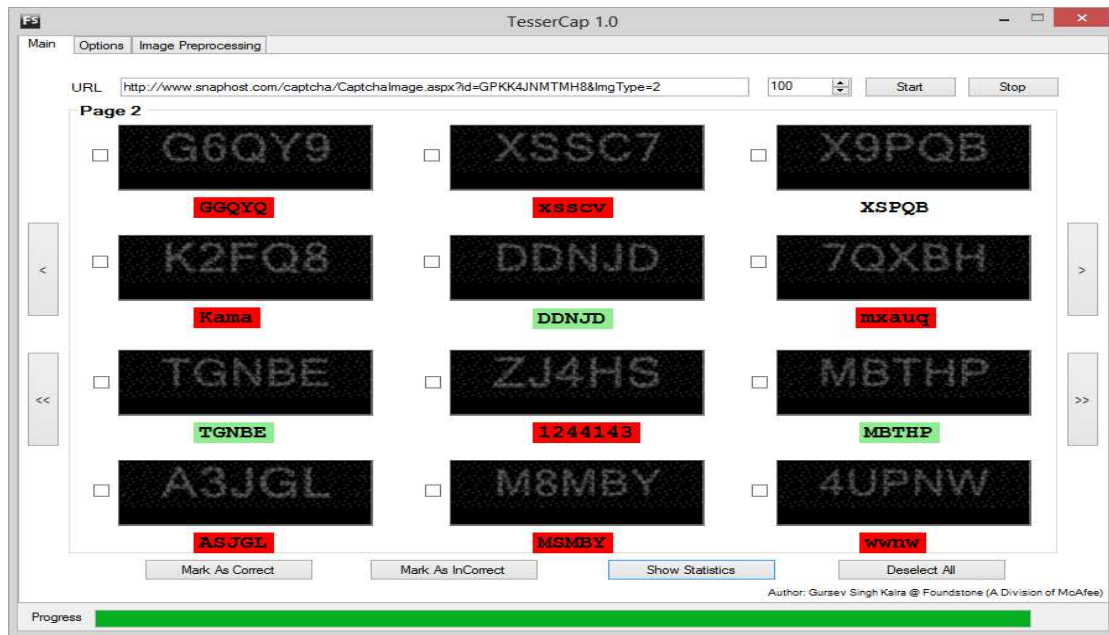 FS TesserCap 1.0
Main Options Image Preprocessing
URL http://www.snaphost.com/captcha/CaptchaImage.aspx?id=GPKK4JNMTMH8&ImgType=2 100 Start Stop
Page 2
G6QY9 XSSC7 X9PQB
GGQYQ xsscv XSPQB
K2FQ8 DDNJD 7QXBH
Kama DDNJD mxauq
< >
TGNBE ZJ4HS MBTHP
TGNBE 1244143 MBTHP
<< >>
A3JGL M8MBY 4UPNW
ASJGL MSMBY wwnw
Mark As Correct Mark As InCorrect Show Statistics Deselect All
Author: Gursev Singh Kalra @ Foundstone (A Division of McAfee)
Progress